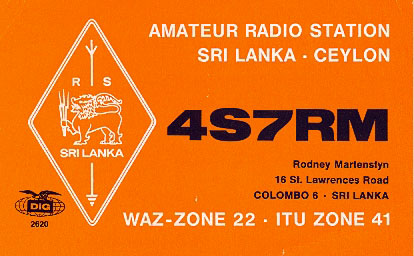 AMATEUR RADIO STATION
SRI LANKA · CEYLON
R S
SRI LANKA
4S7RM
Rodney Martenstyn
16 St. Lawrences Road
COLOMBO 6 · SRI LANKA
DIG
2620
WAZ-ZONE 22 · ITU ZONE 41